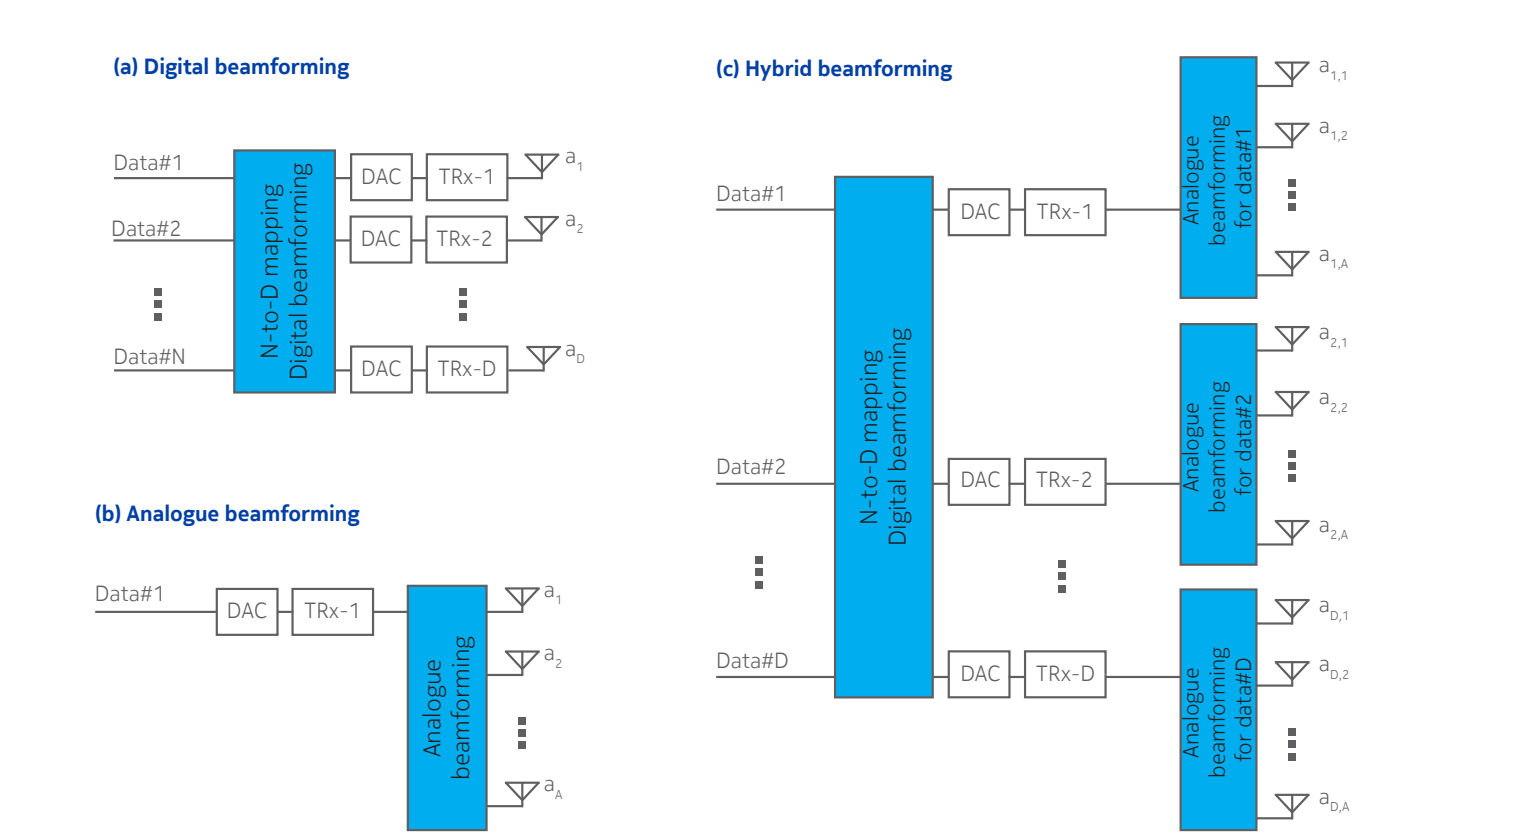 (a) Digital beamforming
Data#1
Data#2
Data#N
N-to-D mapping
Digital beamforming
DAC
TRx-1
a1
DAC
TRx-2
a2
DAC
TRx-D
aD
(b) Analogue beamforming
Data#1
DAC
TRx-1
Analogue
beamforming
a1
a2
aA
(c) Hybrid beamforming
Data#1
Data#2
Data#D
N-to-D mapping
Digital beamforming
DAC
TRx-1
Analogue
beamforming
for data#1
a1,1
a1,2
a1,A
DAC
TRx-2
Analogue
beamforming
for data#2
a2,1
a2,2
a2,A
DAC
TRx-D
Analogue
beamforming
for data#D
aD,1
aD,2
aD,A